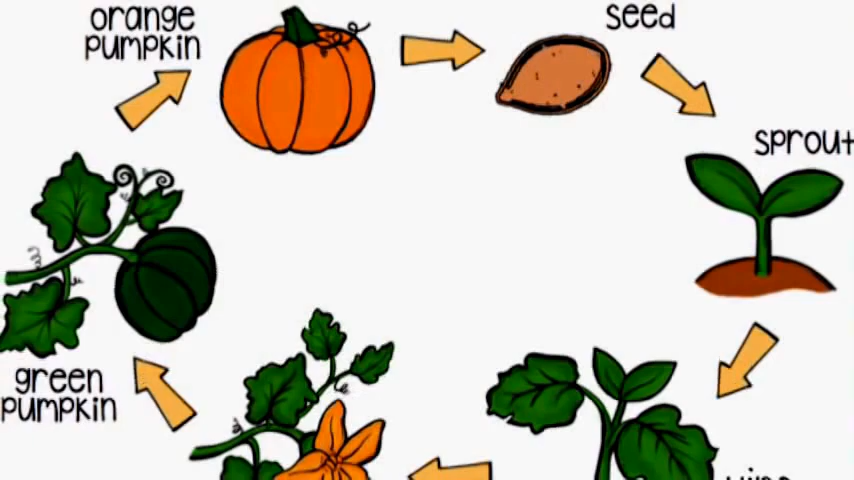 orange
pumpkin
seed
sprout
green
pumpkin